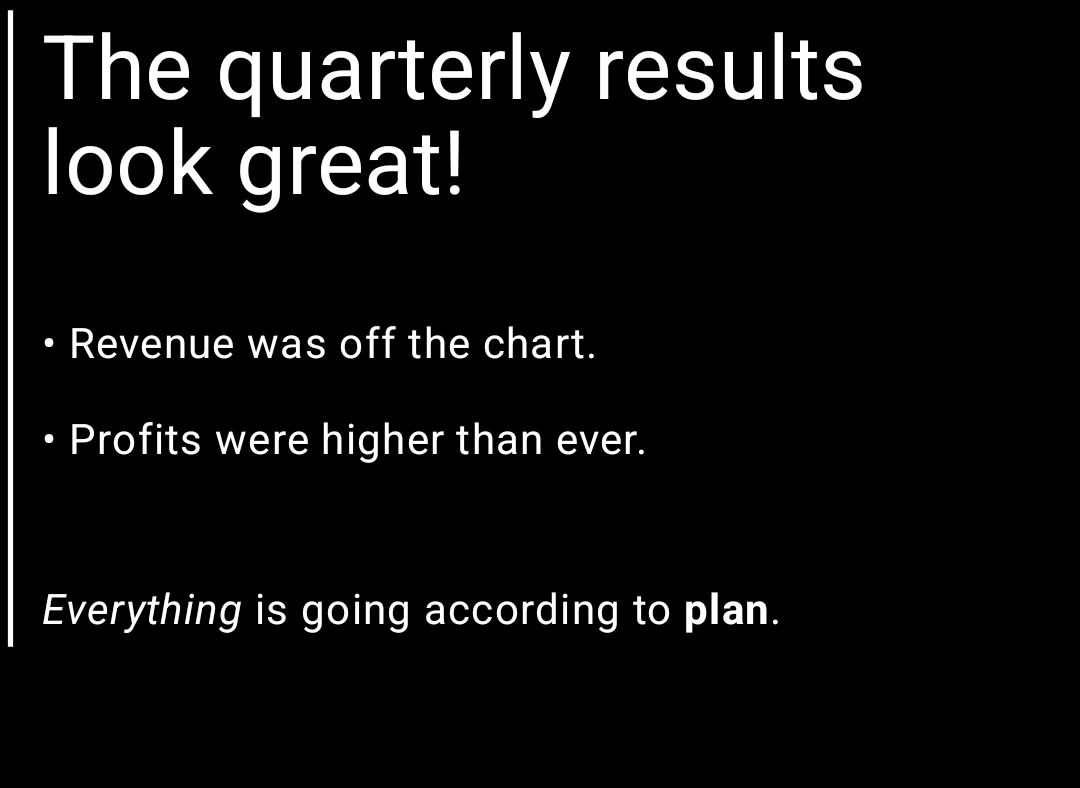 The quarterly results
look great!
• Revenue was off the chart.
• Profits were higher than ever.
Everything is going according to plan.